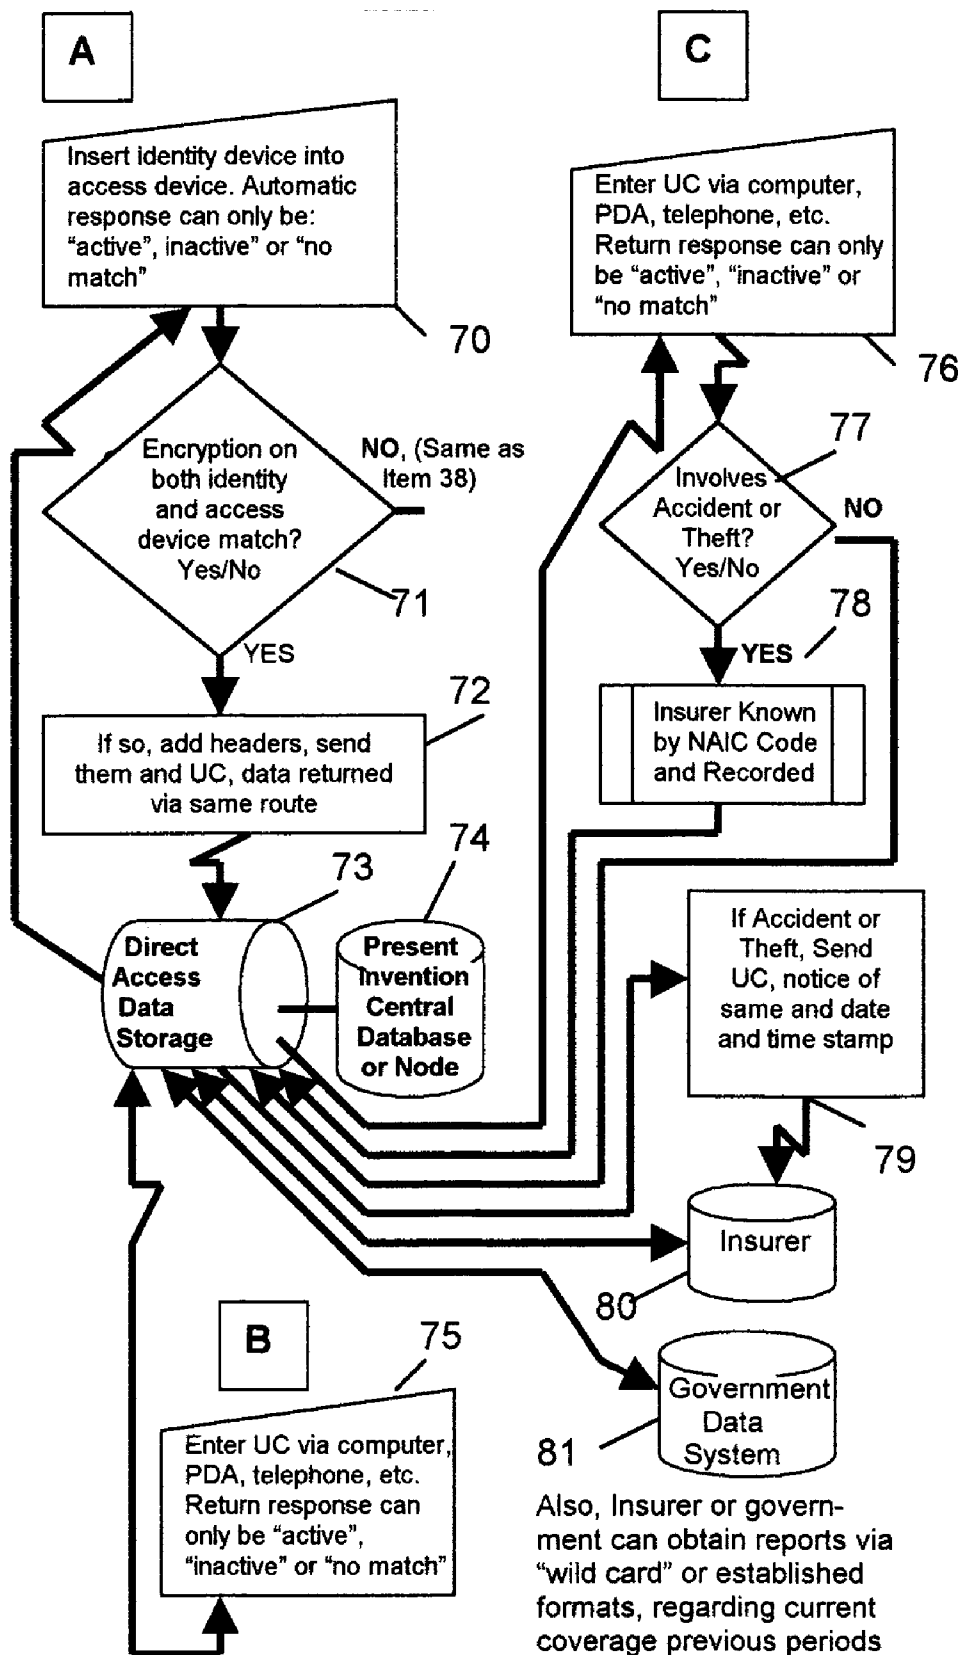 A
Insert identity device into
access device. Automatic
response can only be:
“active”, inactive” or “no
match”
70
Encryption on
both identity
and access
device match?
Yes/No
NO, (Same as
Item 38)
71
YES
72
If so, add headers, send
them and UC, data returned
via same route
73
74
Direct
Access
Data
Storage
Present
Invention
Central
Database
or Node
B
75
Enter UC via computer,
PDA, telephone, etc.
Return response can
only be “active”,
“inactive” or “no match”
C
Enter UC via computer,
PDA, telephone, etc.
Return response can only
be “active”, “inactive” or
“no match”
76
77
Involves
Accident or
Theft?
Yes/No
NO
78
YES
Insurer Known
by NAIC Code
and Recorded
If Accident or
Theft, Send
UC, notice of
same and date
and time stamp
79
Insurer
80
Government
Data
System
81
Also, Insurer or govern-
ment can obtain reports via
“wild card” or established
formats, regarding current
coverage previous periods